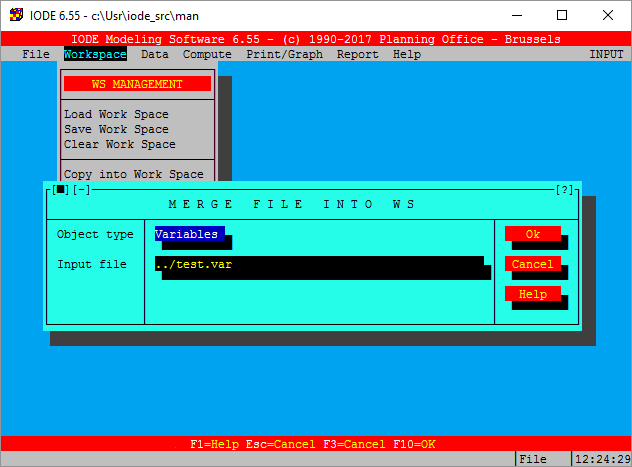 IODE 6.55 - c:\Usr\iode_src\man
IODE Modeling Software 6.55 - (c) 1990-2017 Planning Office - Brussels
File Workspace Data Compute Print/Graph Report Help INPUT
WS MANAGEMENT
Load Work Space
Save Work Space
Clear Work Space
Copy into Work Space
[■][-] [?]
MERGE FILE INTO WS
Object type Variables Ok
Input file ../test.var Cancel
Help
F1=Help Esc=Cancel F3=Cancel F10=OK
File 12:24:29